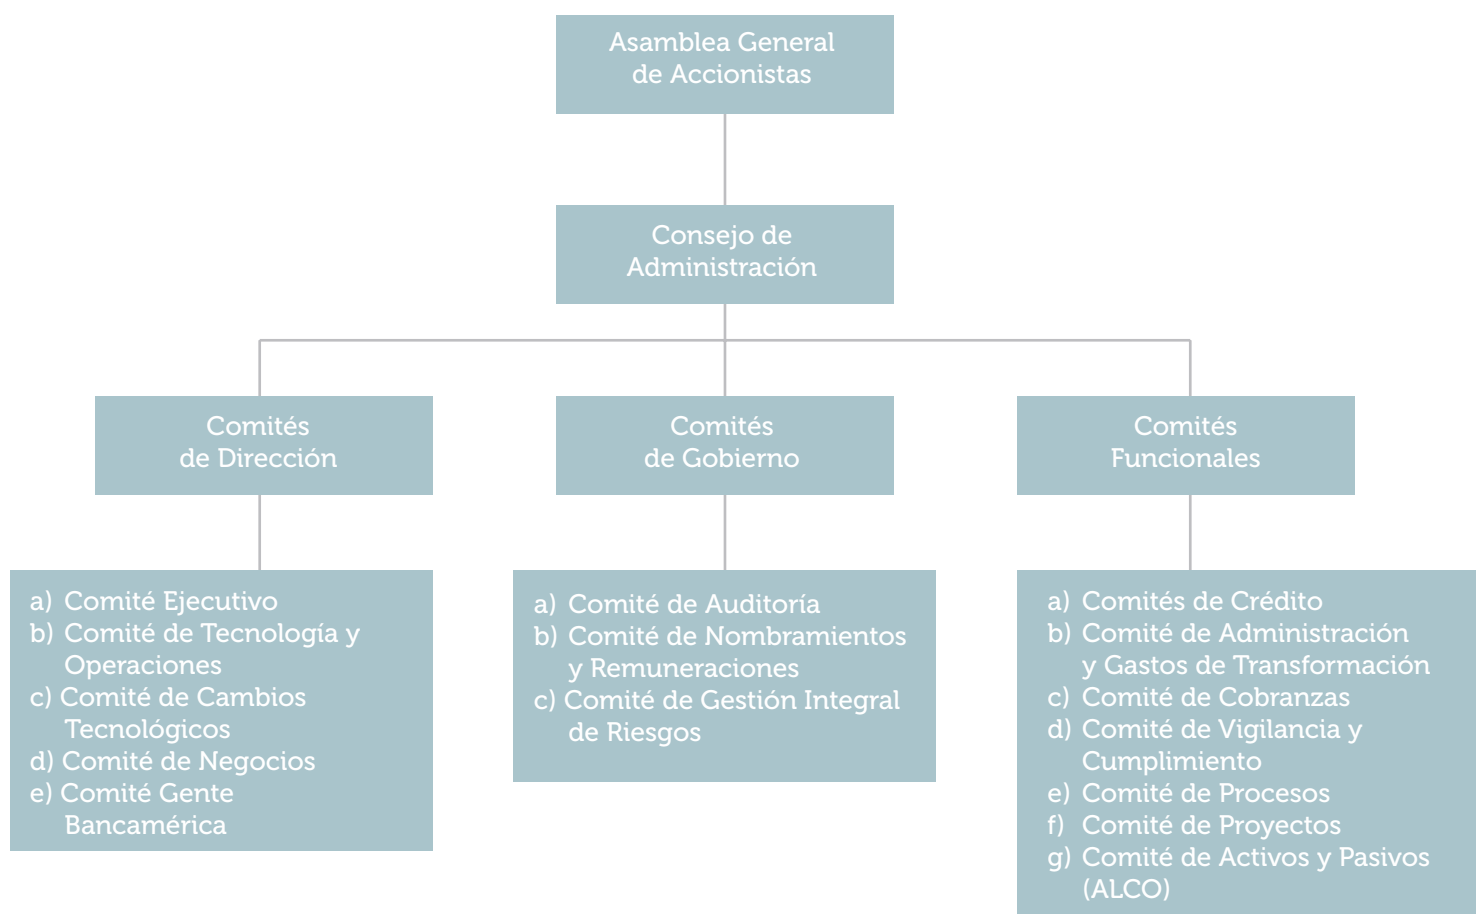 Asamblea General
de Accionistas
Consejo de
Administración
Comités
de Dirección
Comités
de Gobierno
Comités
Funcionales
a) Comité Ejecutivo
b) Comité de Tecnología y
Operaciones
c) Comité de Cambios
Tecnológicos
d) Comité de Negocios
e) Comité Gente
Bancamérica
a) Comité de Auditoría
b) Comité de Nombramientos
y Remuneraciones
c) Comité de Gestión Integral
de Riesgos
a) Comités de Crédito
b) Comité de Administración
y Gastos de Transformación
c) Comité de Cobranzas
d) Comité de Vigilancia y
Cumplimiento
e) Comité de Procesos
f) Comité de Proyectos
g) Comité de Activos y Pasivos
(ALCO)